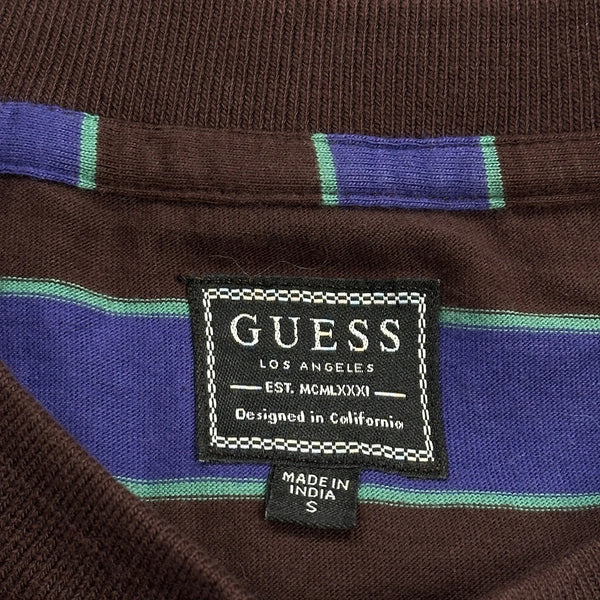 GUESS
LOS ANGELES
EST. MCMLXXXI
Designed in California
MADE IN
INDIA
S